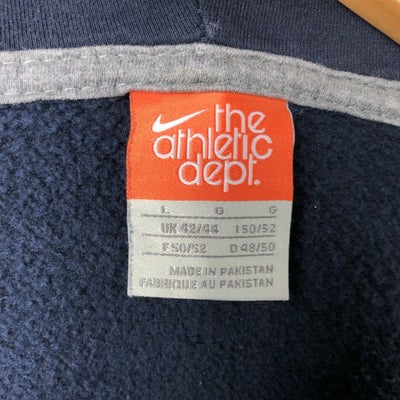 the
athletic
dept.
L G G
UK 42/44 I 50/52
F 50/52 D 48/50
MADE IN PAKISTAN
FABRIQUE AU PAKISTAN